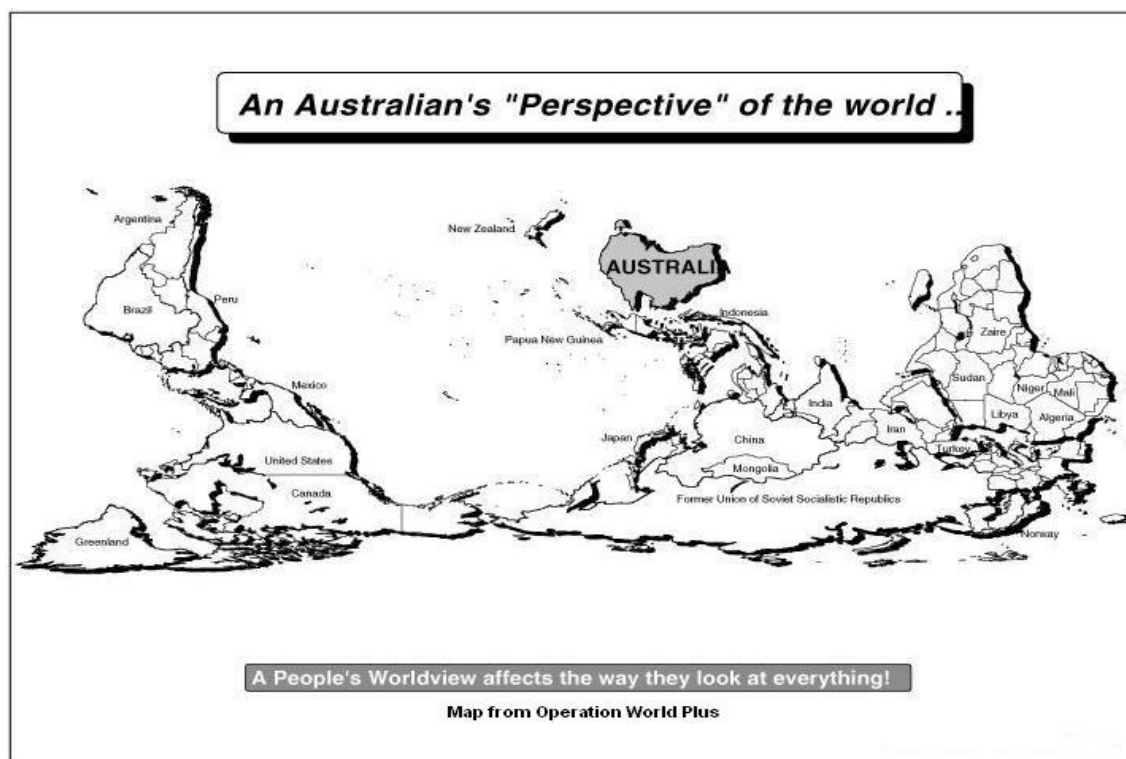 An Australian's "Perspective" of the world ..
Argentina
New Zealand
AUSTRALIA
Brazil
Peru
Indonesia
Papua New Guinea
Zaire
Mexico
Sudan
Niger
Mali
India
Libya
Algeria
Iran
Japan
China
Turkey
United States
Mongolia
Canada
Former Union of Soviet Socialistic Republics
Norway
Greenland
A People's Worldview affects the way they look at everything!
Map from Operation World Plus